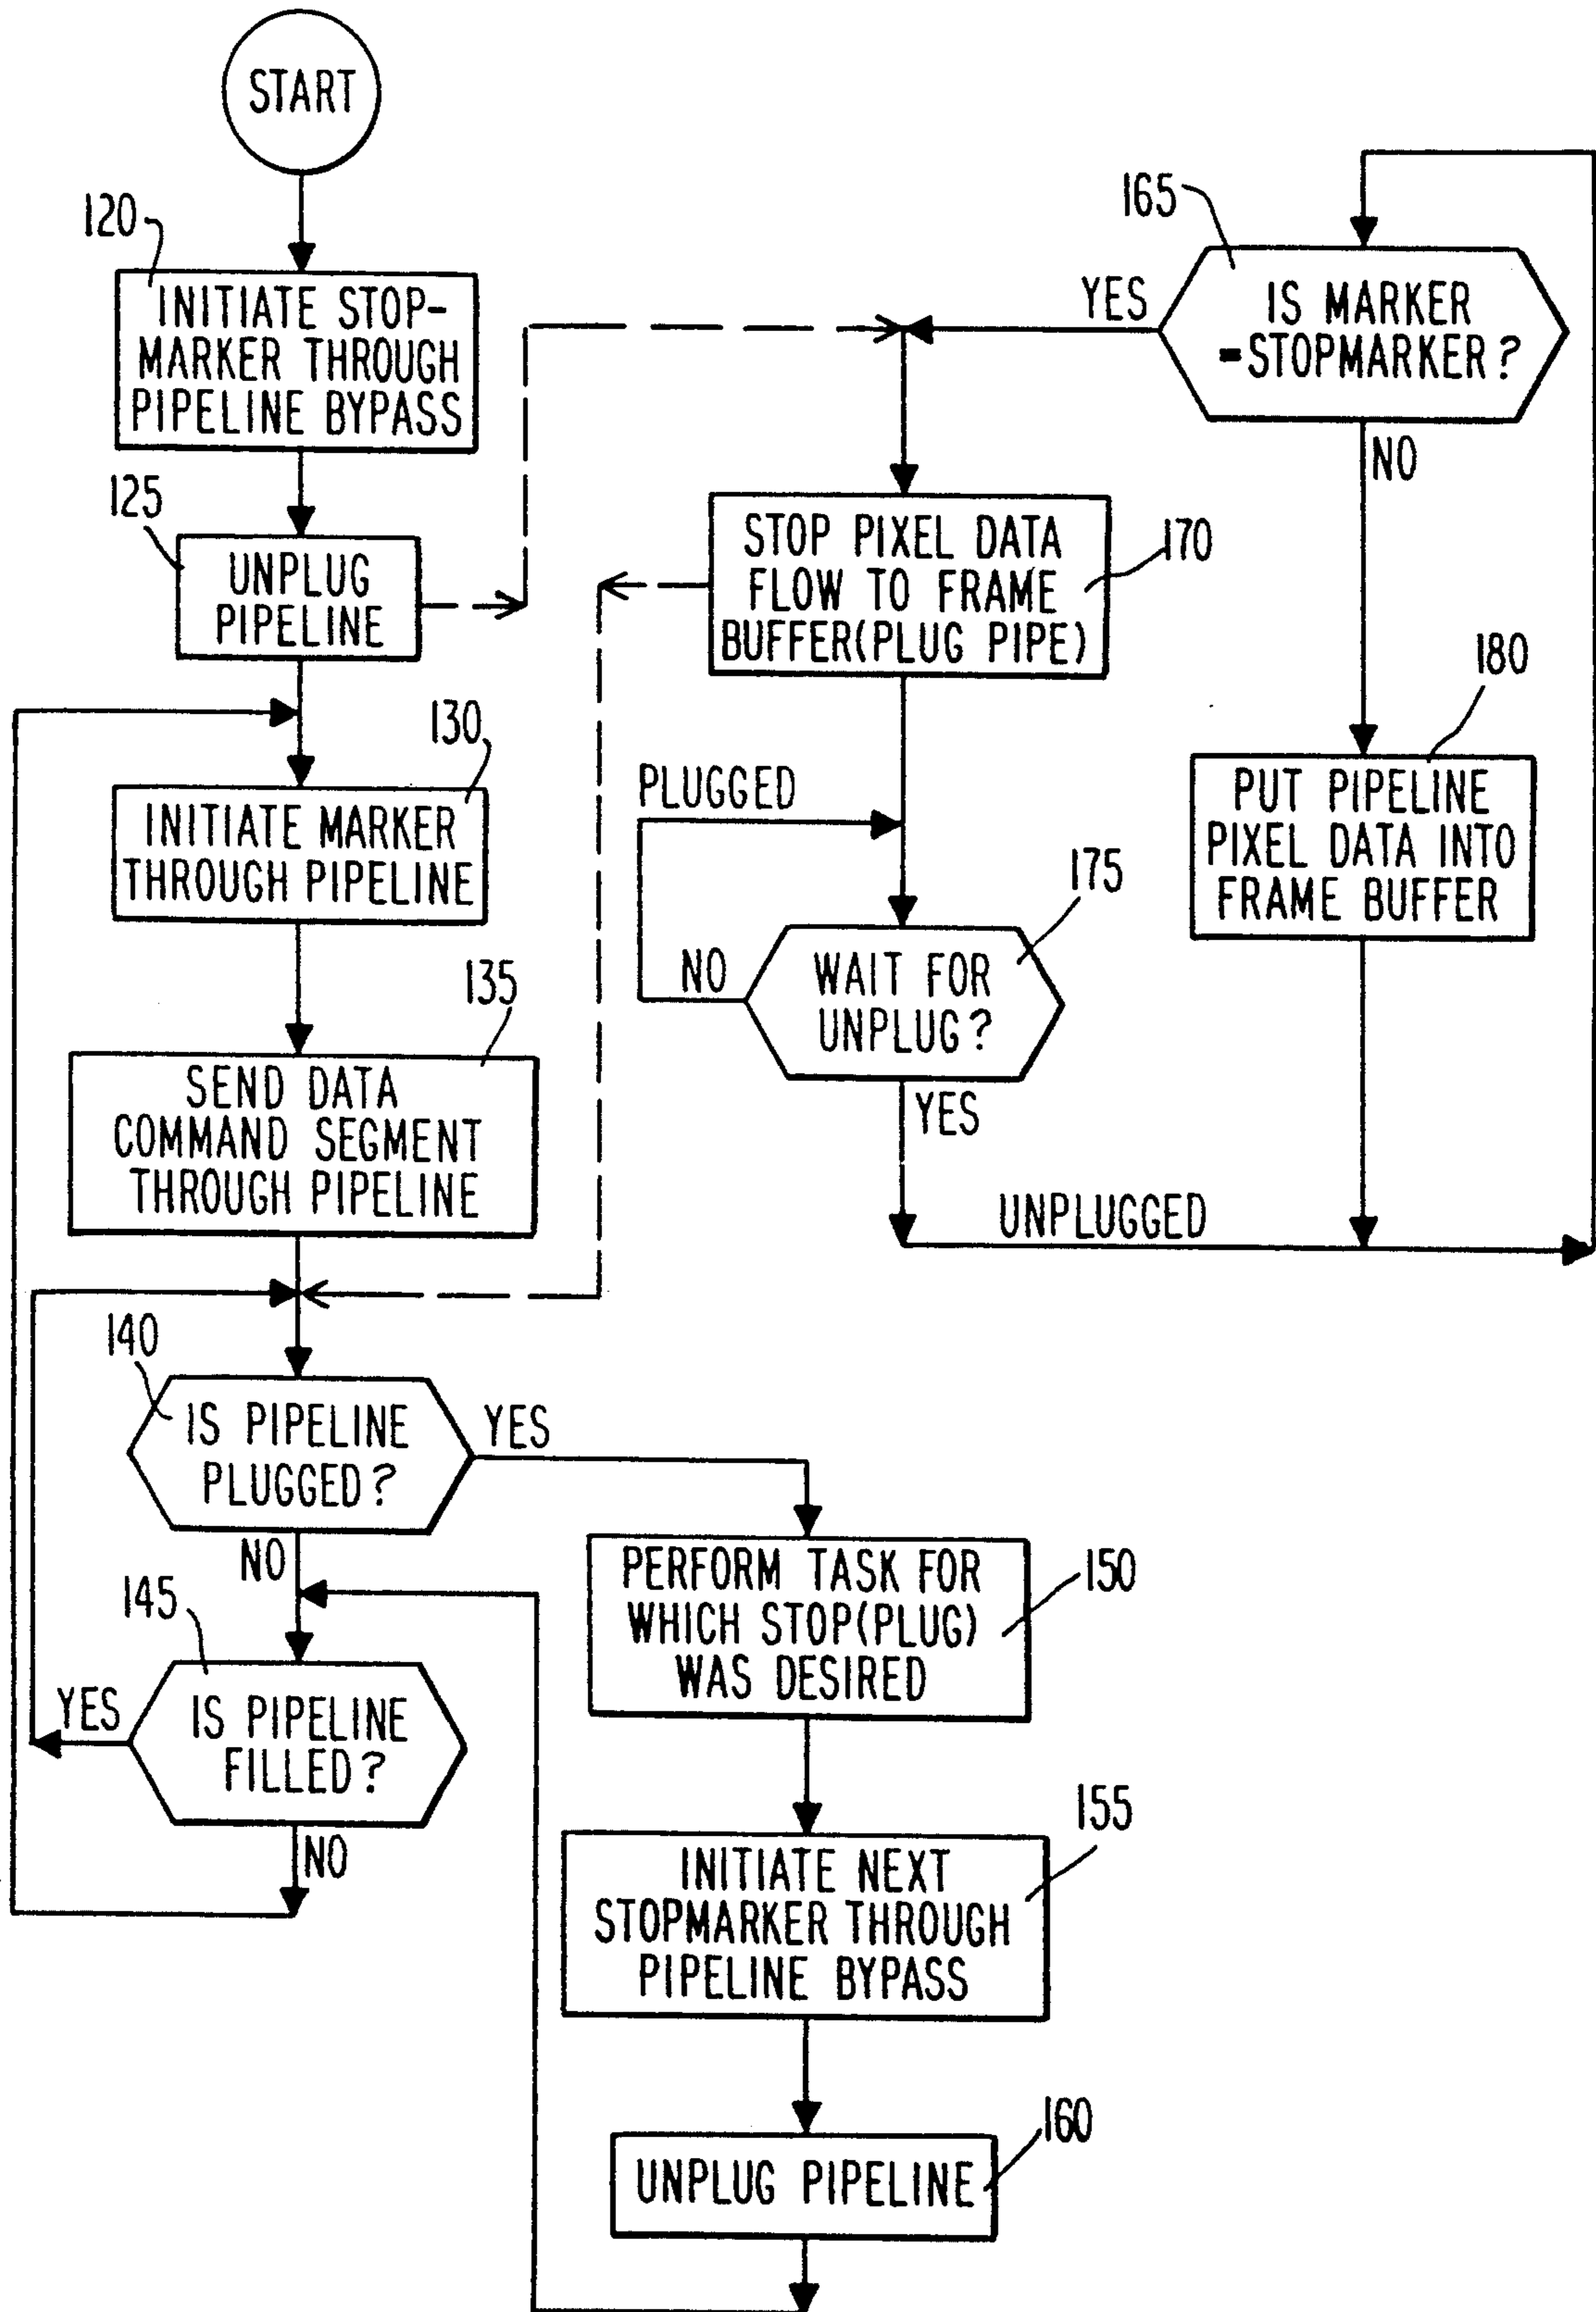 START
120
INITIATE STOP-
MARKER THROUGH
PIPELINE BYPASS
125
UNPLUG
PIPELINE
130
INITIATE MARKER
THROUGH PIPELINE
135
SEND DATA
COMMAND SEGMENT
THROUGH PIPELINE
140
IS PIPELINE
PLUGGED?
YES
NO
145
IS PIPELINE
FILLED?
YES
NO
150
PERFORM TASK FOR
WHICH STOP(PLUG)
WAS DESIRED
155
INITIATE NEXT
STOPMARKER THROUGH
PIPELINE BYPASS
160
UNPLUG PIPELINE
165
IS MARKER
=STOPMARKER?
YES
NO
170
STOP PIXEL DATA
FLOW TO FRAME
BUFFER(PLUG PIPE)
PLUGGED
175
WAIT FOR
UNPLUG?
NO
YES
UNPLUGGED
180
PUT PIPELINE
PIXEL DATA INTO
FRAME BUFFER